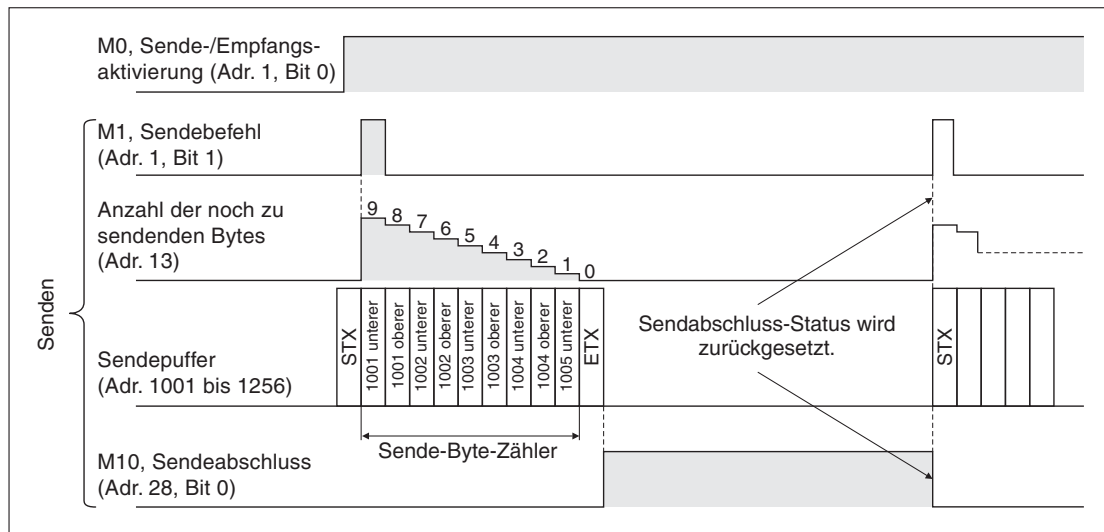 M0, Sende-/Empfangs-
aktivierung (Adr. 1, Bit 0)
M1, Sendebefehl
(Adr. 1, Bit 1)
Anzahl der noch zu
sendenden Bytes
(Adr. 13)
9
8
7
6
5
4
3
2
1
0
Senden
Sendepuffer
(Adr. 1001 bis 1256)
STX
1001 unterer
1001 oberer
1002 unterer
1002 oberer
1003 unterer
1003 oberer
1004 unterer
1004 oberer
1005 unterer
ETX
Sendabschluss-Status wird
zurückgesetzt.
STX
Sende-Byte-Zähler
M10, Sendeabschluss
(Adr. 28, Bit 0)